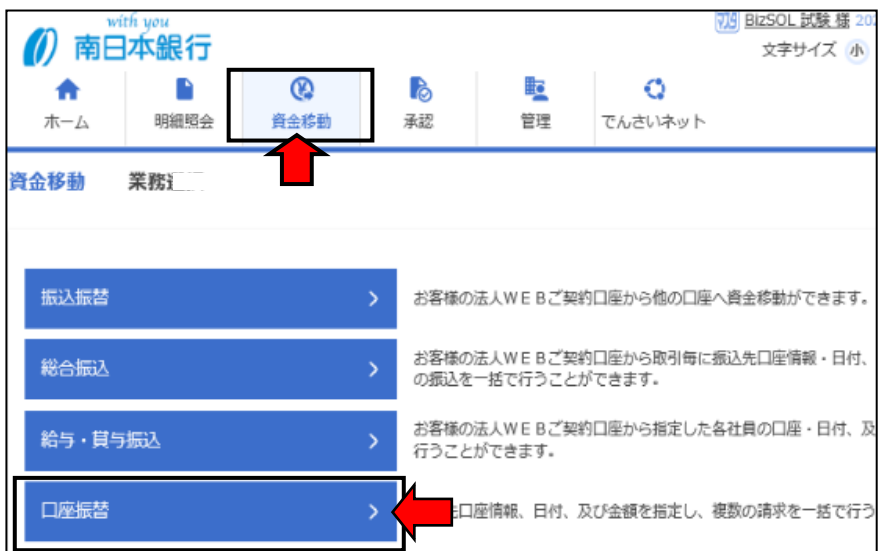 with you
南日本銀行
BizSOL 試験 様 20
文字サイズ 小
ホーム
明細照会
資金移動
承認
管理
でんさいネット
資金移動 業務
振込振替
お客様の法人WEBご契約口座から他の口座へ資金移動ができます。
総合振込
お客様の法人WEBご契約口座から取引毎に振込先口座情報・日付、
の振込を一括で行うことができます。
給与・賞与振込
お客様の法人WEBご契約口座から指定した各社員の口座・日付、及
行うことができます。
口座振替
口座情報、日付、及び金額を指定し、複数の請求を一括で行う